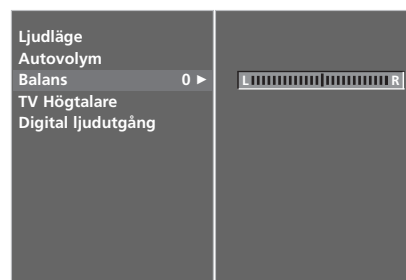 Ljudläge
Autovolym
Balans 0 ►
L R
TV Högtalare
Digital ljudutgång